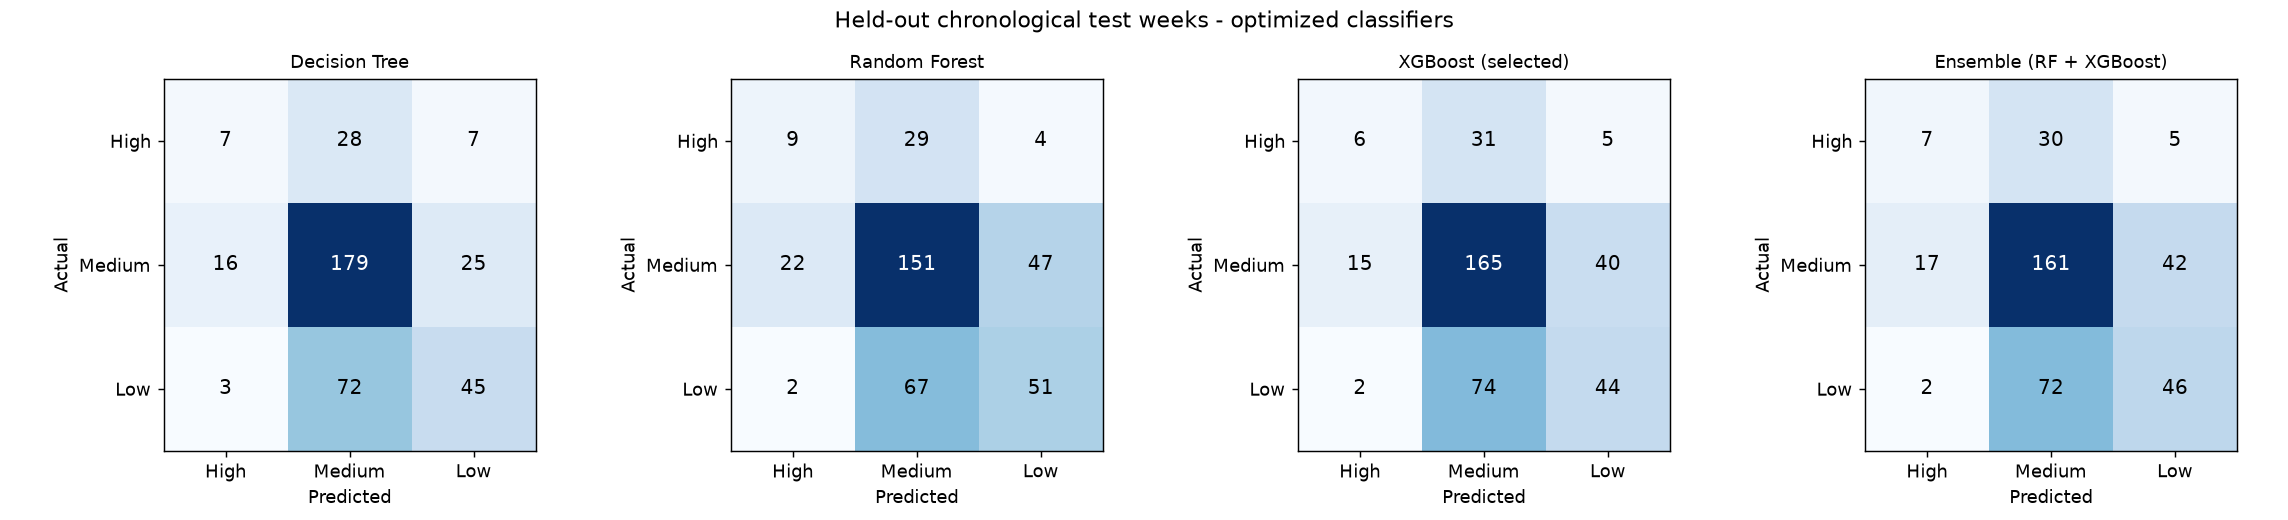 Held-out chronological test weeks - optimized classifiers
Decision Tree
High 7 28 7
Medium 16 179 25
Low 3 72 45
High Medium Low
Predicted
Actual
Random Forest
High 9 29 4
Medium 22 151 47
Low 2 67 51
High Medium Low
Predicted
Actual
XGBoost (selected)
High 6 31 5
Medium 15 165 40
Low 2 74 44
High Medium Low
Predicted
Actual
Ensemble (RF + XGBoost)
High 7 30 5
Medium 17 161 42
Low 2 72 46
High Medium Low
Predicted
Actual